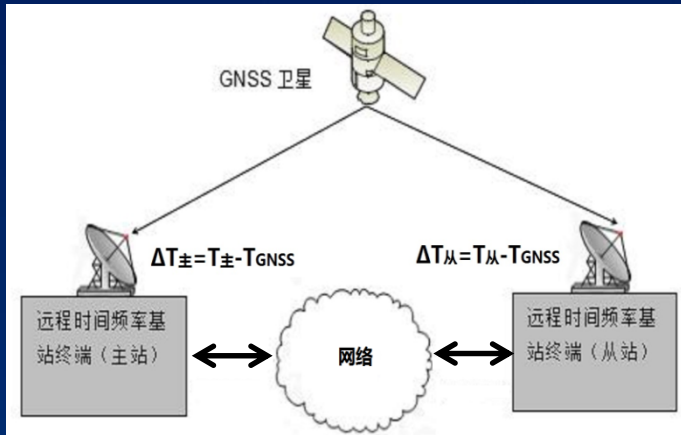 GNSS 卫星
ΔT主=T主-TGNSS
ΔT从=T从-TGNSS
远程时间频率基
站终端（主站）
网络
远程时间频率基
站终端（从站）